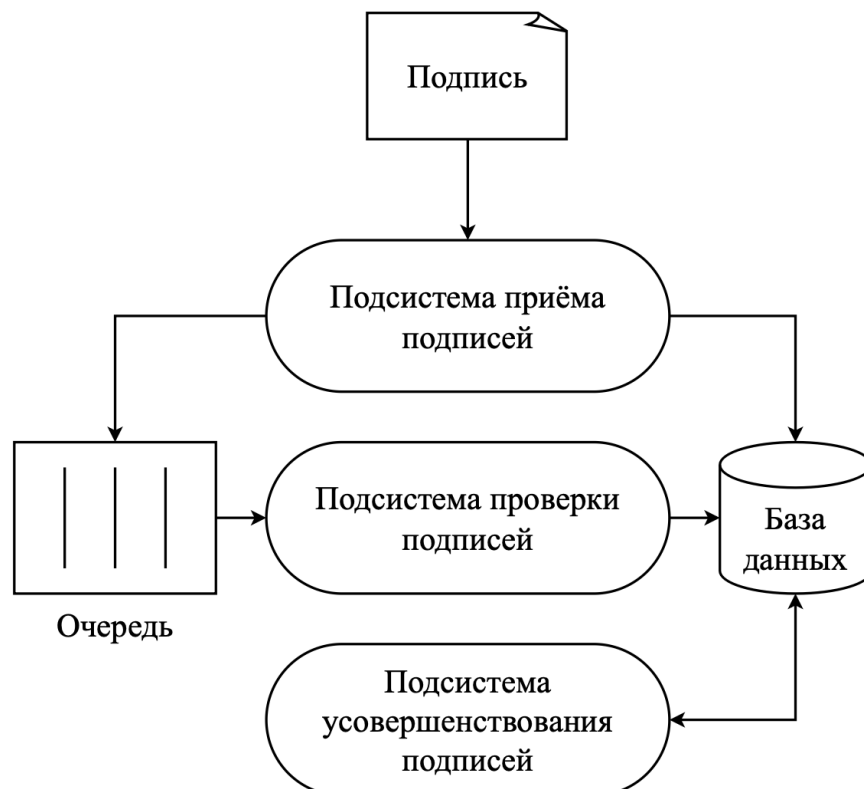 Подпись
Подсистема приёма
подписей
Подсистема проверки
подписей
База
данных
Очередь
Подсистема
усовершенствования
подписей